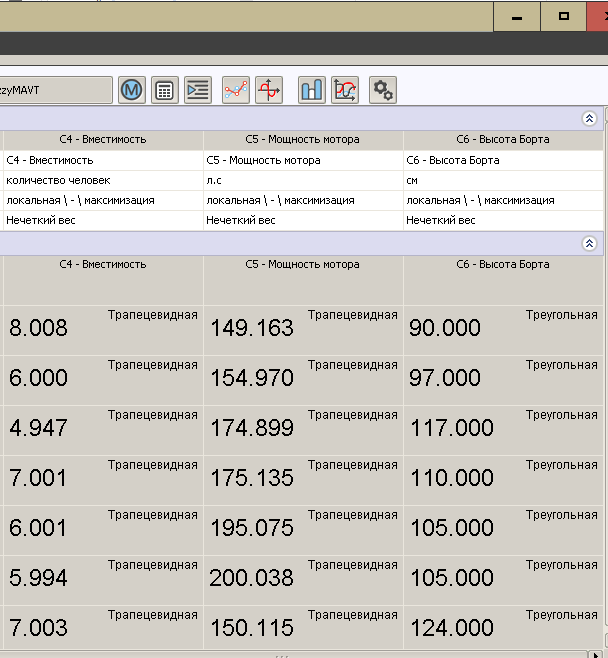 zzyMAVT
C4 - Вместимость C5 - Мощность мотора C6 - Высота Борта
C4 - Вместимость C5 - Мощность мотора C6 - Высота Борта
количество человек л.с см
локальная \ - \ максимизация локальная \ - \ максимизация локальная \ - \ максимизация
Нечеткий вес Нечеткий вес Нечеткий вес
C4 - Вместимость C5 - Мощность мотора C6 - Высота Борта
8.008 Трапецевидная 149.163 Трапецевидная 90.000 Треугольная
6.000 Трапецевидная 154.970 Трапецевидная 97.000 Треугольная
4.947 Трапецевидная 174.899 Трапецевидная 117.000 Треугольная
7.001 Трапецевидная 175.135 Трапецевидная 110.000 Треугольная
6.001 Трапецевидная 195.075 Трапецевидная 105.000 Треугольная
5.994 Трапецевидная 200.038 Трапецевидная 105.000 Треугольная
7.003 Трапецевидная 150.115 Трапецевидная 124.000 Треугольная